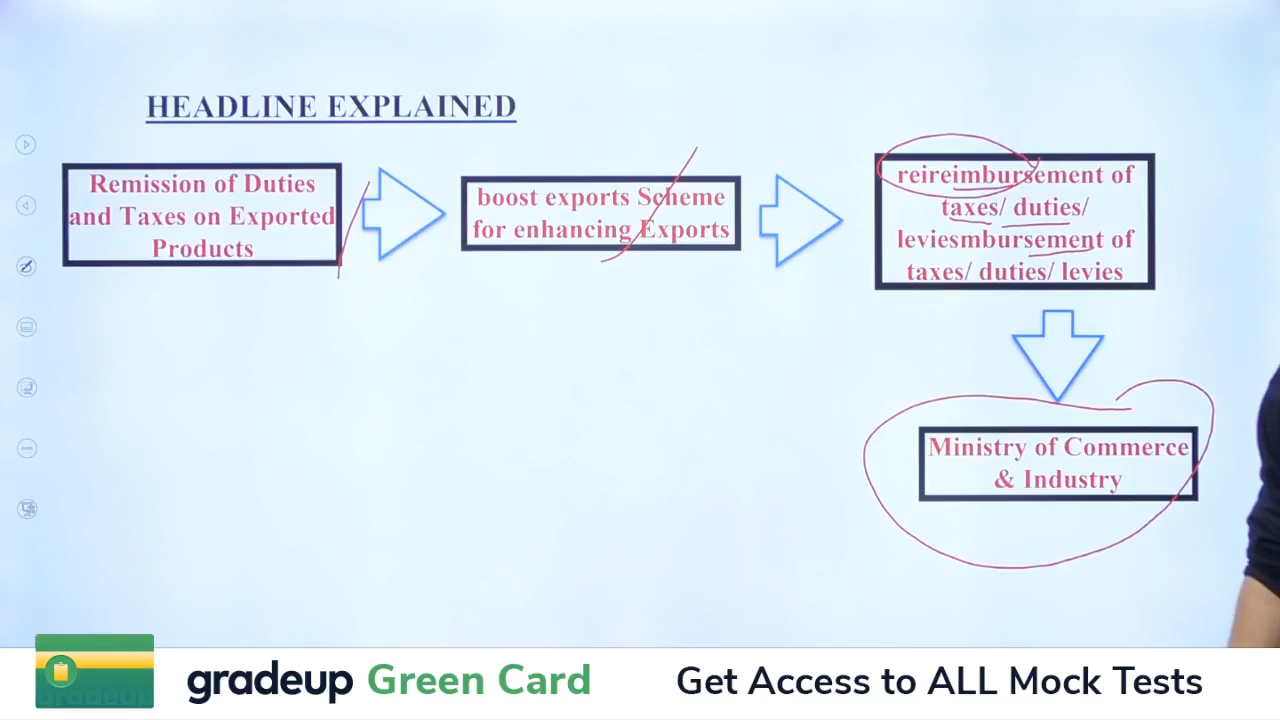 HEADLINE EXPLAINED
Remission of Duties
and Taxes on Exported
Products
boost exports Scheme
for enhancing Exports
reireimbursement of
taxes/ duties/
leviesmbursement of
taxes/ duties/ levies
Ministry of Commerce
& Industry
gradeup Green Card
Get Access to ALL Mock Tests